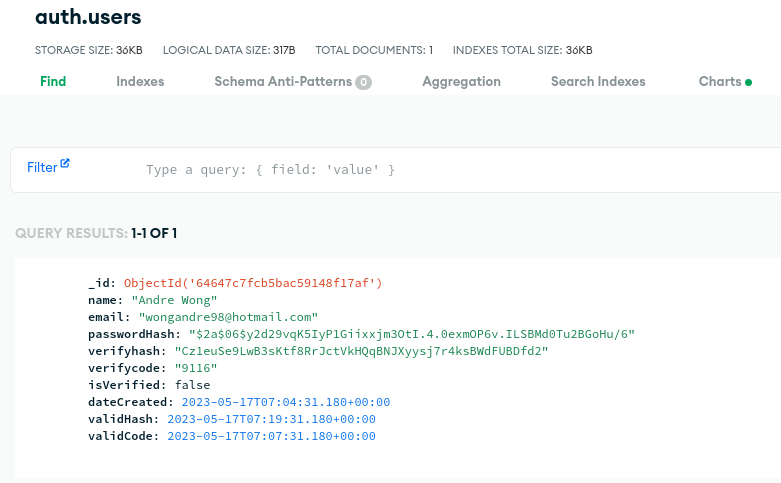 auth.users
STORAGE SIZE: 36KB LOGICAL DATA SIZE: 317B TOTAL DOCUMENTS: 1 INDEXES TOTAL SIZE: 36KB
Find Indexes Schema Anti-Patterns 0 Aggregation Search Indexes Charts
Filter Type a query: { field: 'value' }
QUERY RESULTS: 1-1 OF 1
_id: ObjectId('64647c7fcb5bac59148f17af')
name: "Andre Wong"
email: "wongandre98@hotmail.com"
passwordHash: "$2a$06$y2d29vqK5IyP1Giixxjm3OtI.4.0exmOP6v.ILSBMd0Tu2BGoHu/6"
verifyhash: "Cz1euSe9LwB3sKtf8RrJctVkHQqBNJXyysj7r4ksBWdFUBDfd2"
verifycode: "9116"
isVerified: false
dateCreated: 2023-05-17T07:04:31.180+00:00
validHash: 2023-05-17T07:19:31.180+00:00
validCode: 2023-05-17T07:07:31.180+00:00